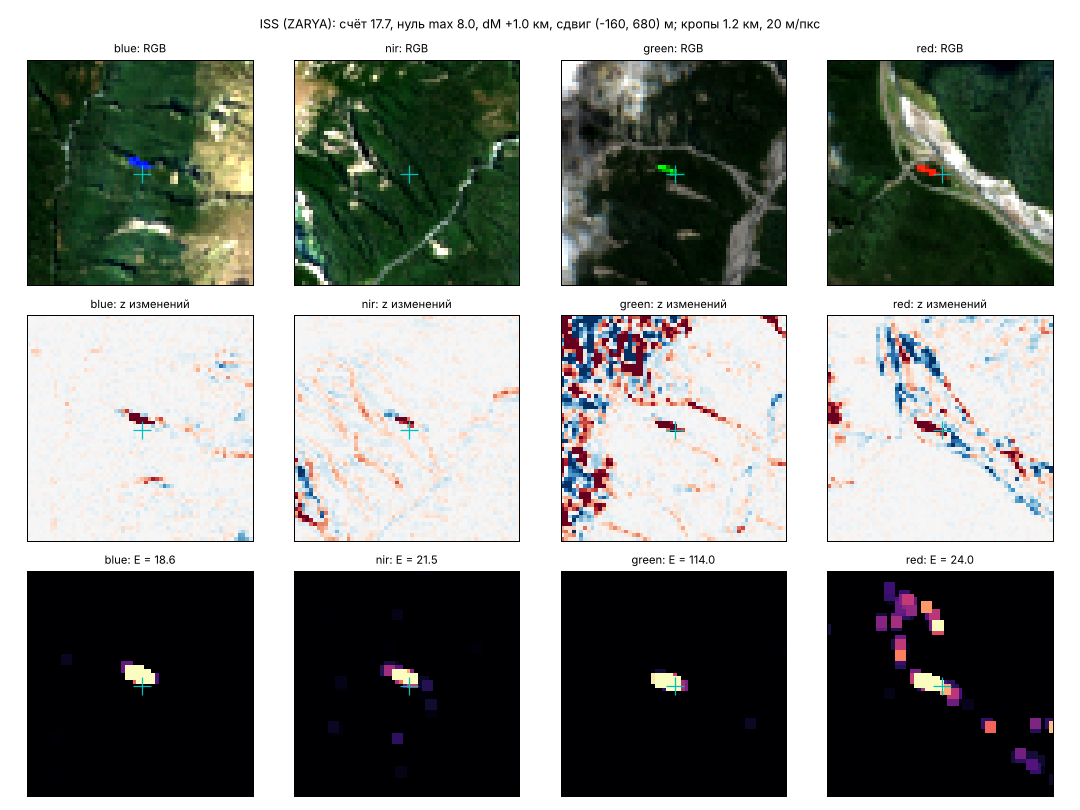 ISS (ZARYA): счёт 17.7, нуль max 8.0, dM +1.0 км, сдвиг (-160, 680) м; кропы 1.2 км, 20 м/пкс
blue: RGB
nir: RGB
green: RGB
red: RGB
blue: z изменений
nir: z изменений
green: z изменений
red: z изменений
blue: E = 18.6
nir: E = 21.5
green: E = 114.0
red: E = 24.0